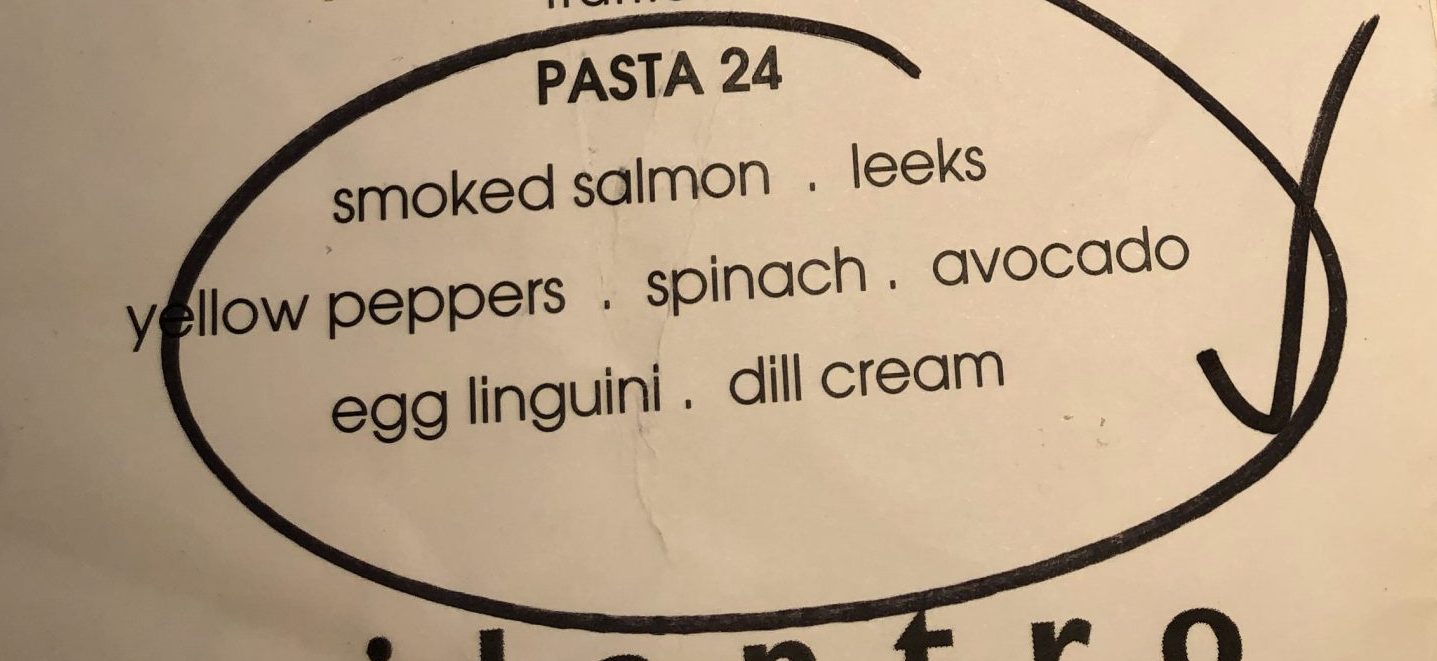 PASTA 24
smoked salmon . leeks
yellow peppers . spinach . avocado
egg linguini . dill cream